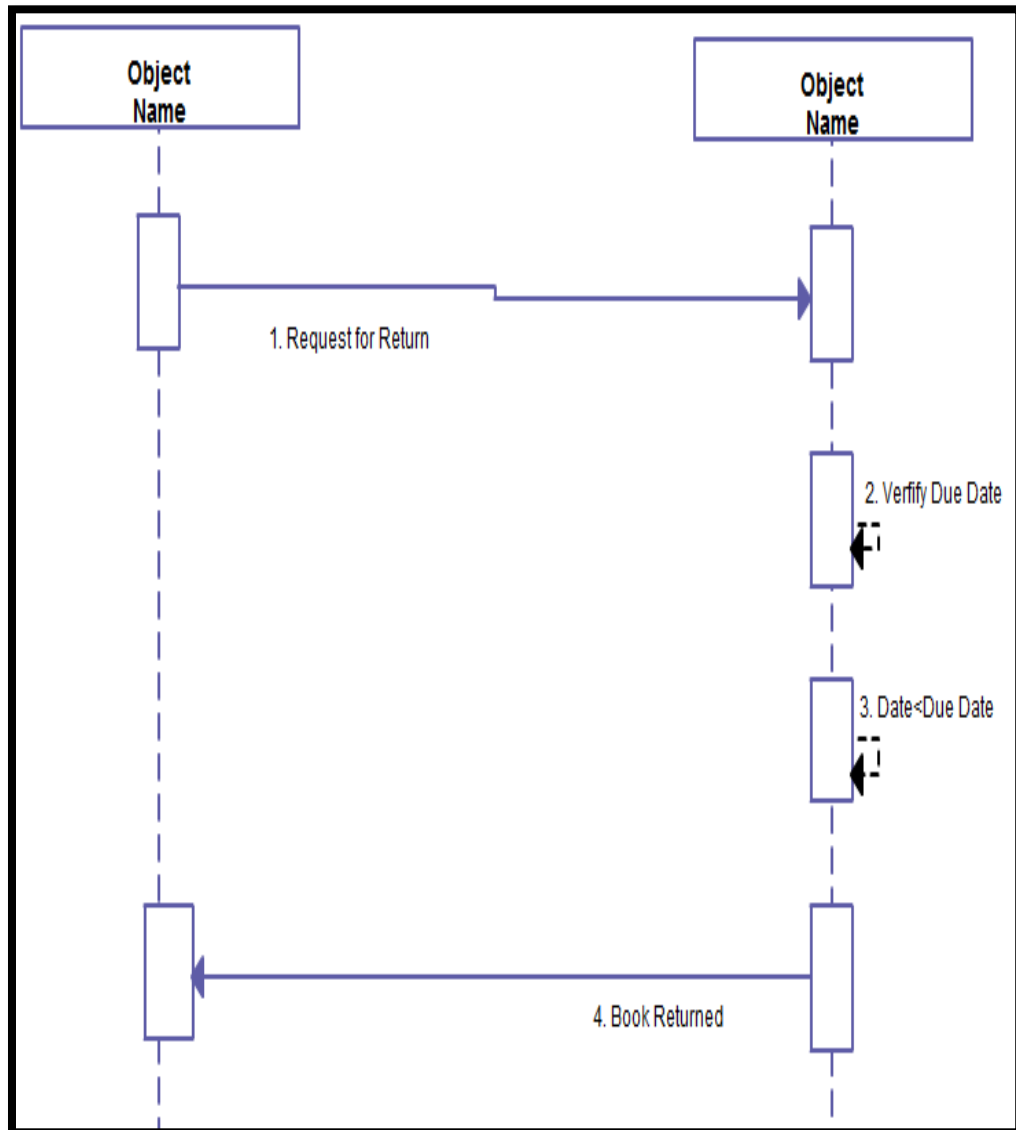 Object
Name
Object
Name
1. Request for Return
2. Verfify Due Date
3. Date<Due Date
4. Book Returned